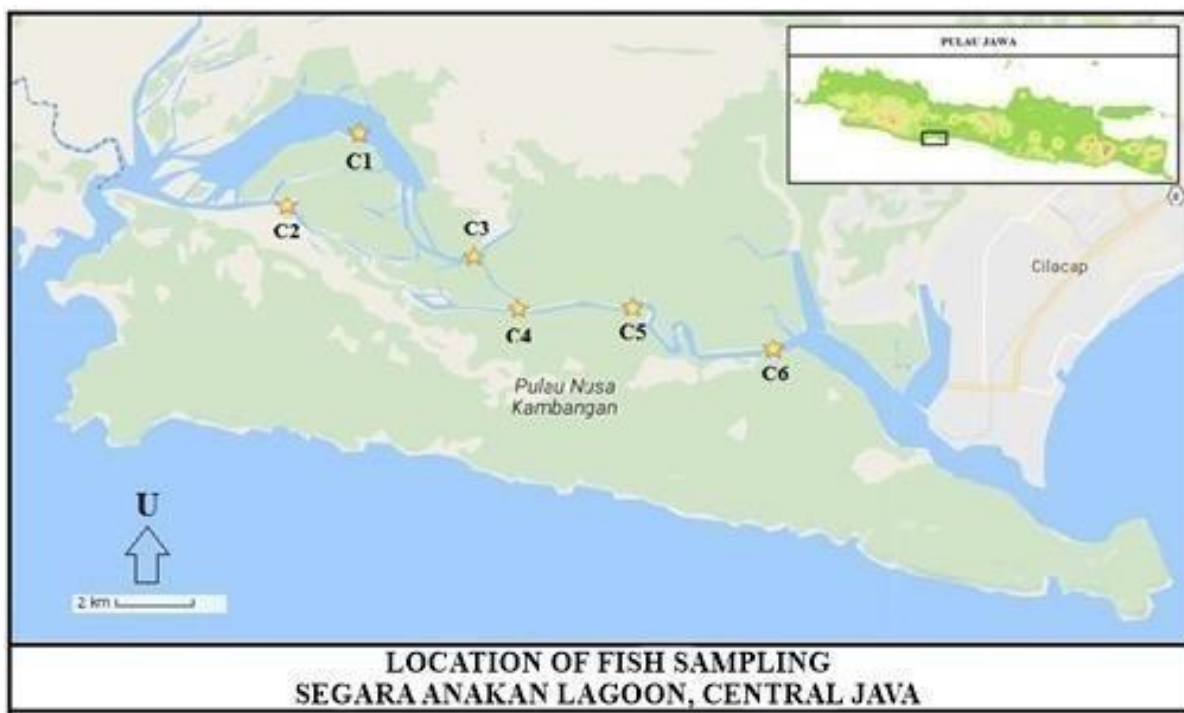 PULAU JAWA
C1
C2
C3
Cilacap
C4
C5
C6
Pulau Nusa
Kambangan
U
2 km
LOCATION OF FISH SAMPLING
SEGARA ANAKAN LAGOON, CENTRAL JAVA